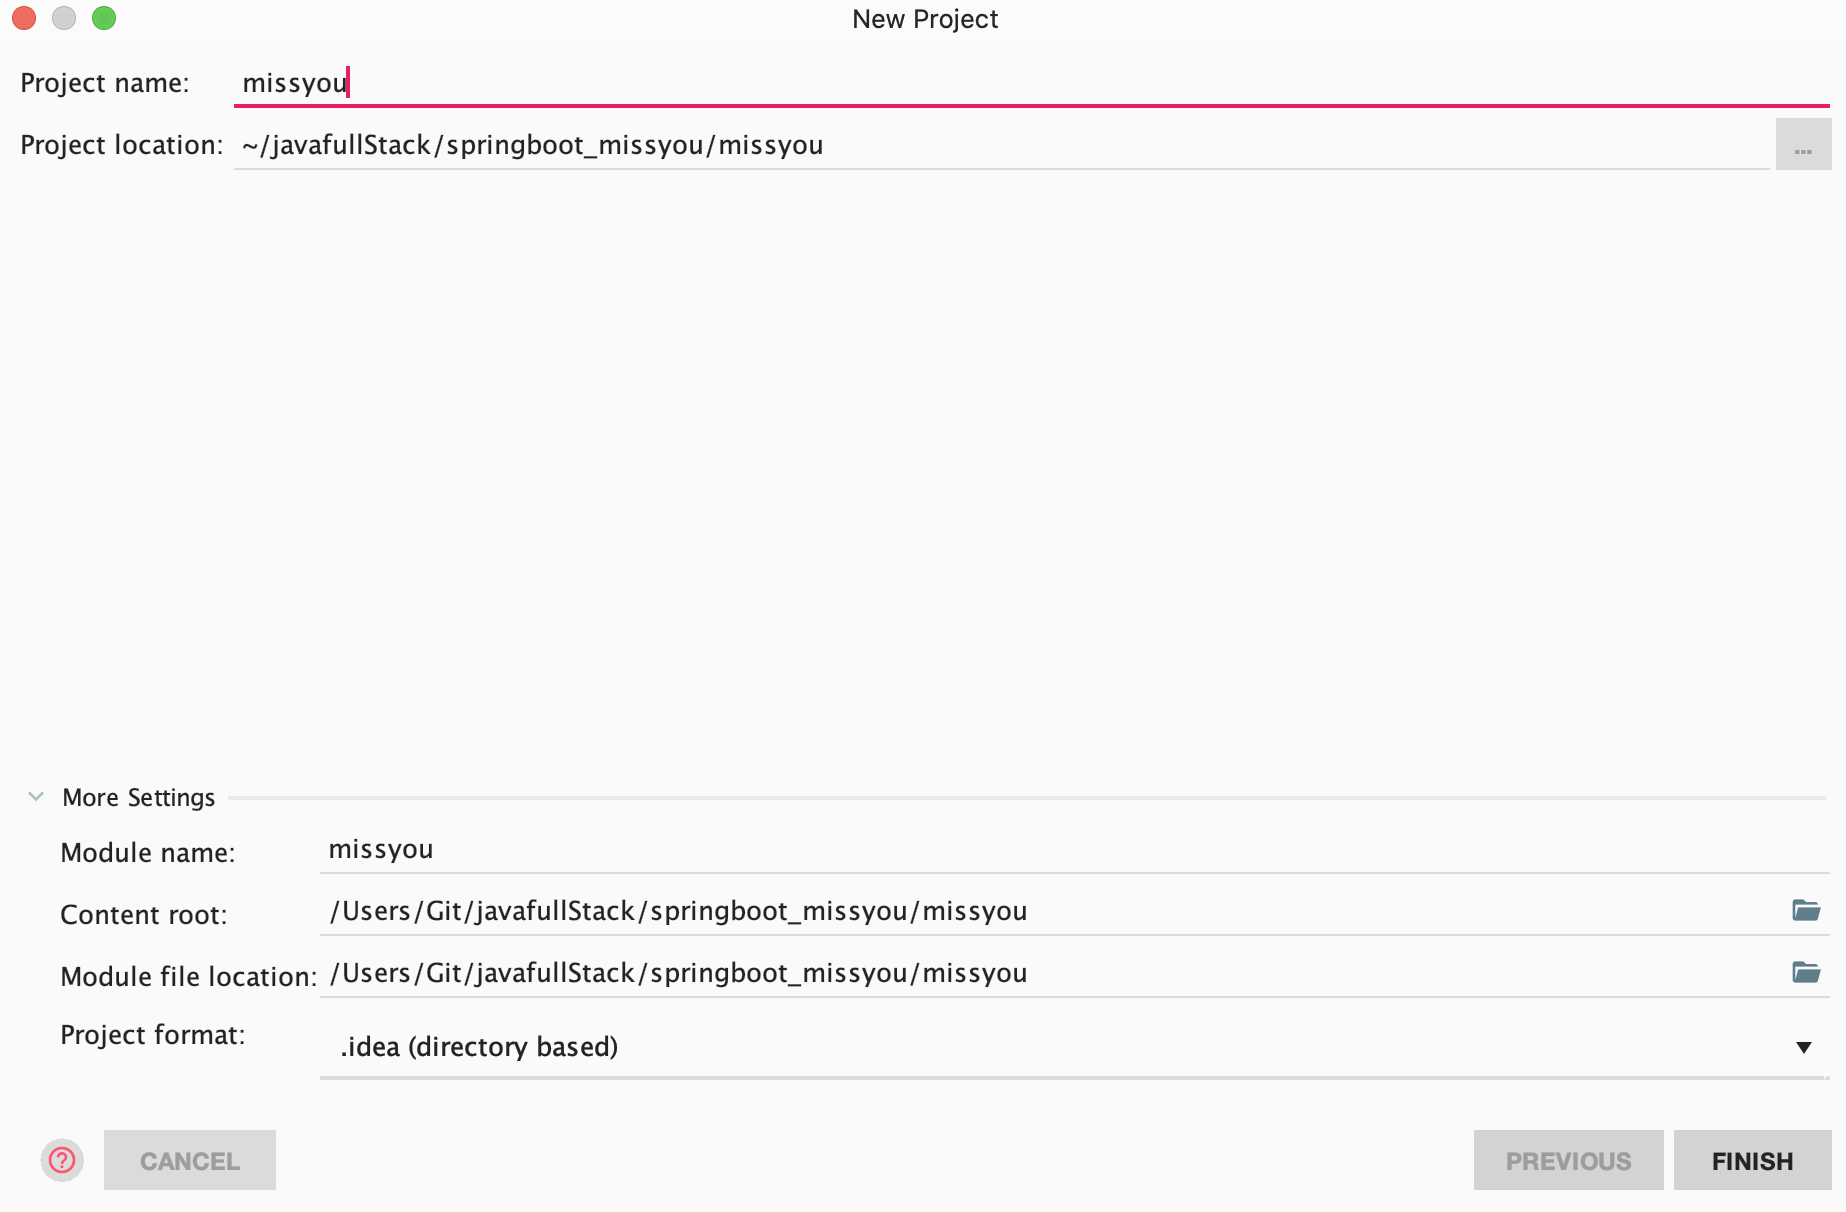 New Project
Project name: missyou
Project location: ~/javafullStack/springboot_missyou/missyou ...
More Settings
Module name: missyou
Content root: /Users/Git/javafullStack/springboot_missyou/missyou
Module file location: /Users/Git/javafullStack/springboot_missyou/missyou
Project format: .idea (directory based)
? CANCEL PREVIOUS FINISH